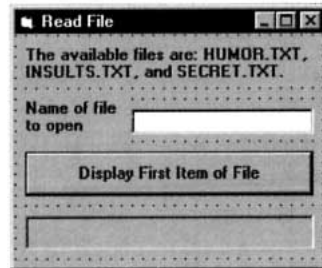 Read File
The available files are: HUMOR.TXT,
INSULTS.TXT, and SECRET.TXT.
Name of file
to open
Display First Item of File